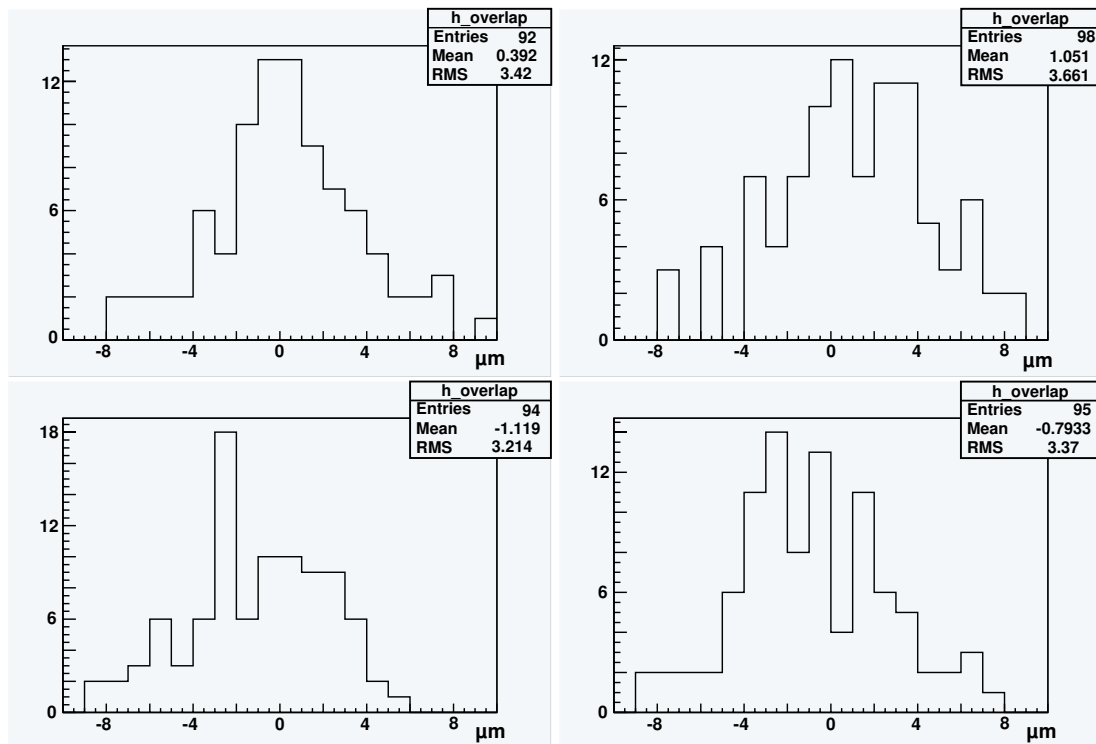 h_overlap
Entries 92
Mean 0.392
RMS 3.42
12
6
0
-8 -4 0 4 8 µm
h_overlap
Entries 98
Mean 1.051
RMS 3.661
12
6
0
-8 -4 0 4 8 µm
h_overlap
Entries 94
Mean -1.119
RMS 3.214
18
12
6
0
-8 -4 0 4 8 µm
h_overlap
Entries 95
Mean -0.7933
RMS 3.37
12
6
0
-8 -4 0 4 8 µm